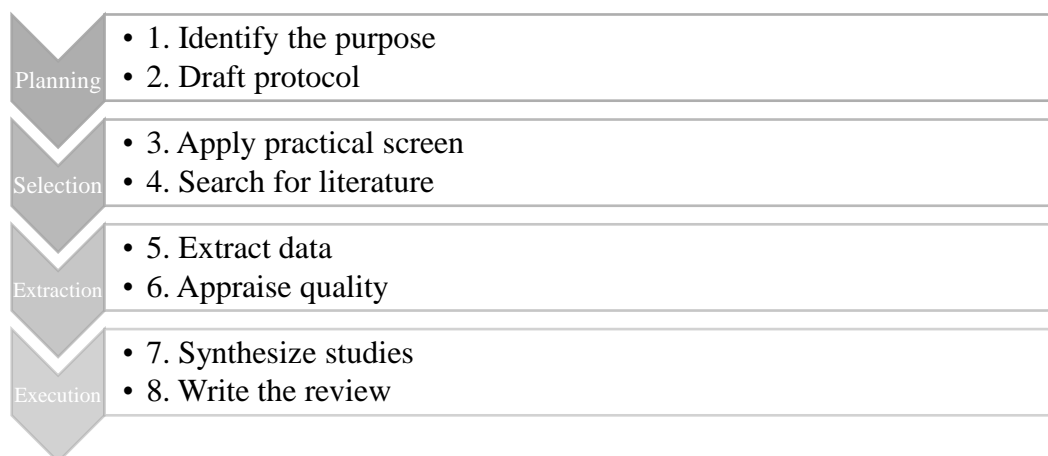 Planning
• 1. Identify the purpose
• 2. Draft protocol
Selection
• 3. Apply practical screen
• 4. Search for literature
Extraction
• 5. Extract data
• 6. Appraise quality
Execution
• 7. Synthesize studies
• 8. Write the review